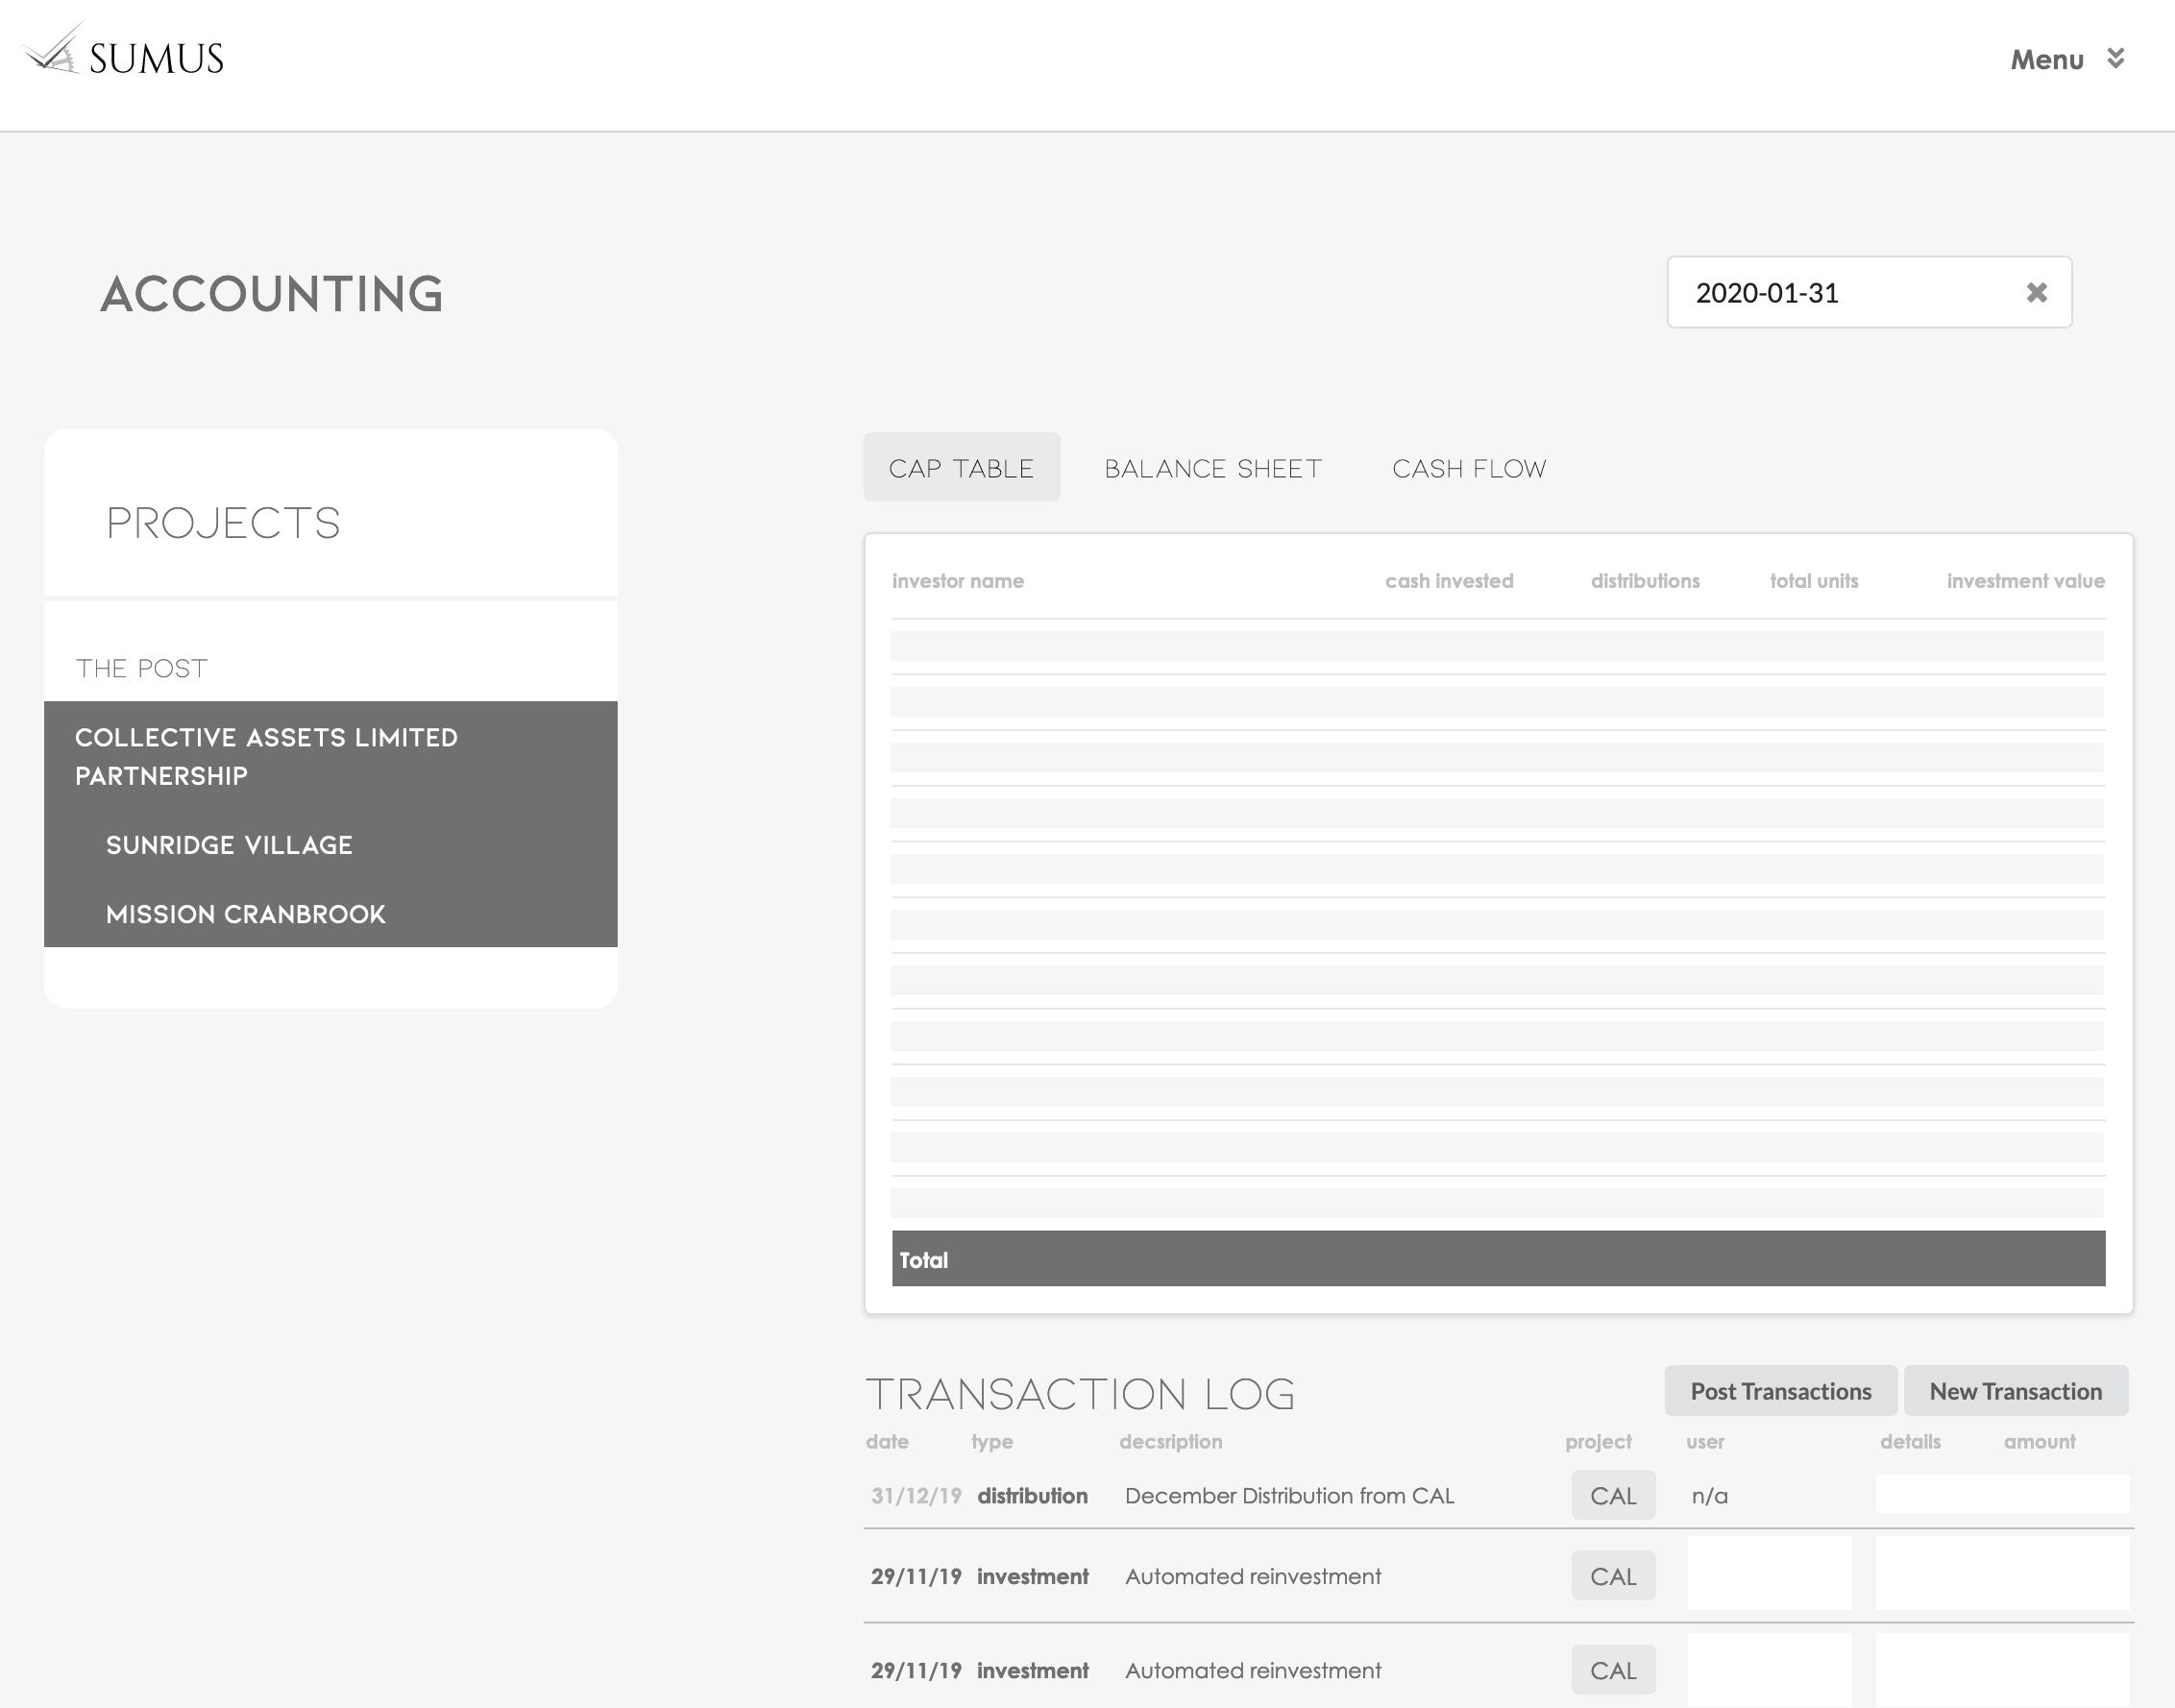 SUMUS
Menu
ACCOUNTING
2020-01-31
PROJECTS
THE POST
COLLECTIVE ASSETS LIMITED
PARTNERSHIP
SUNRIDGE VILLAGE
MISSION CRANBROOK
CAP TABLE BALANCE SHEET CASH FLOW
investor name cash invested distributions total units investment value
Total
TRANSACTION LOG
Post Transactions New Transaction
date type decsription project user details amount
31/12/19 distribution December Distribution from CAL CAL n/a
29/11/19 investment Automated reinvestment CAL
29/11/19 investment Automated reinvestment CAL